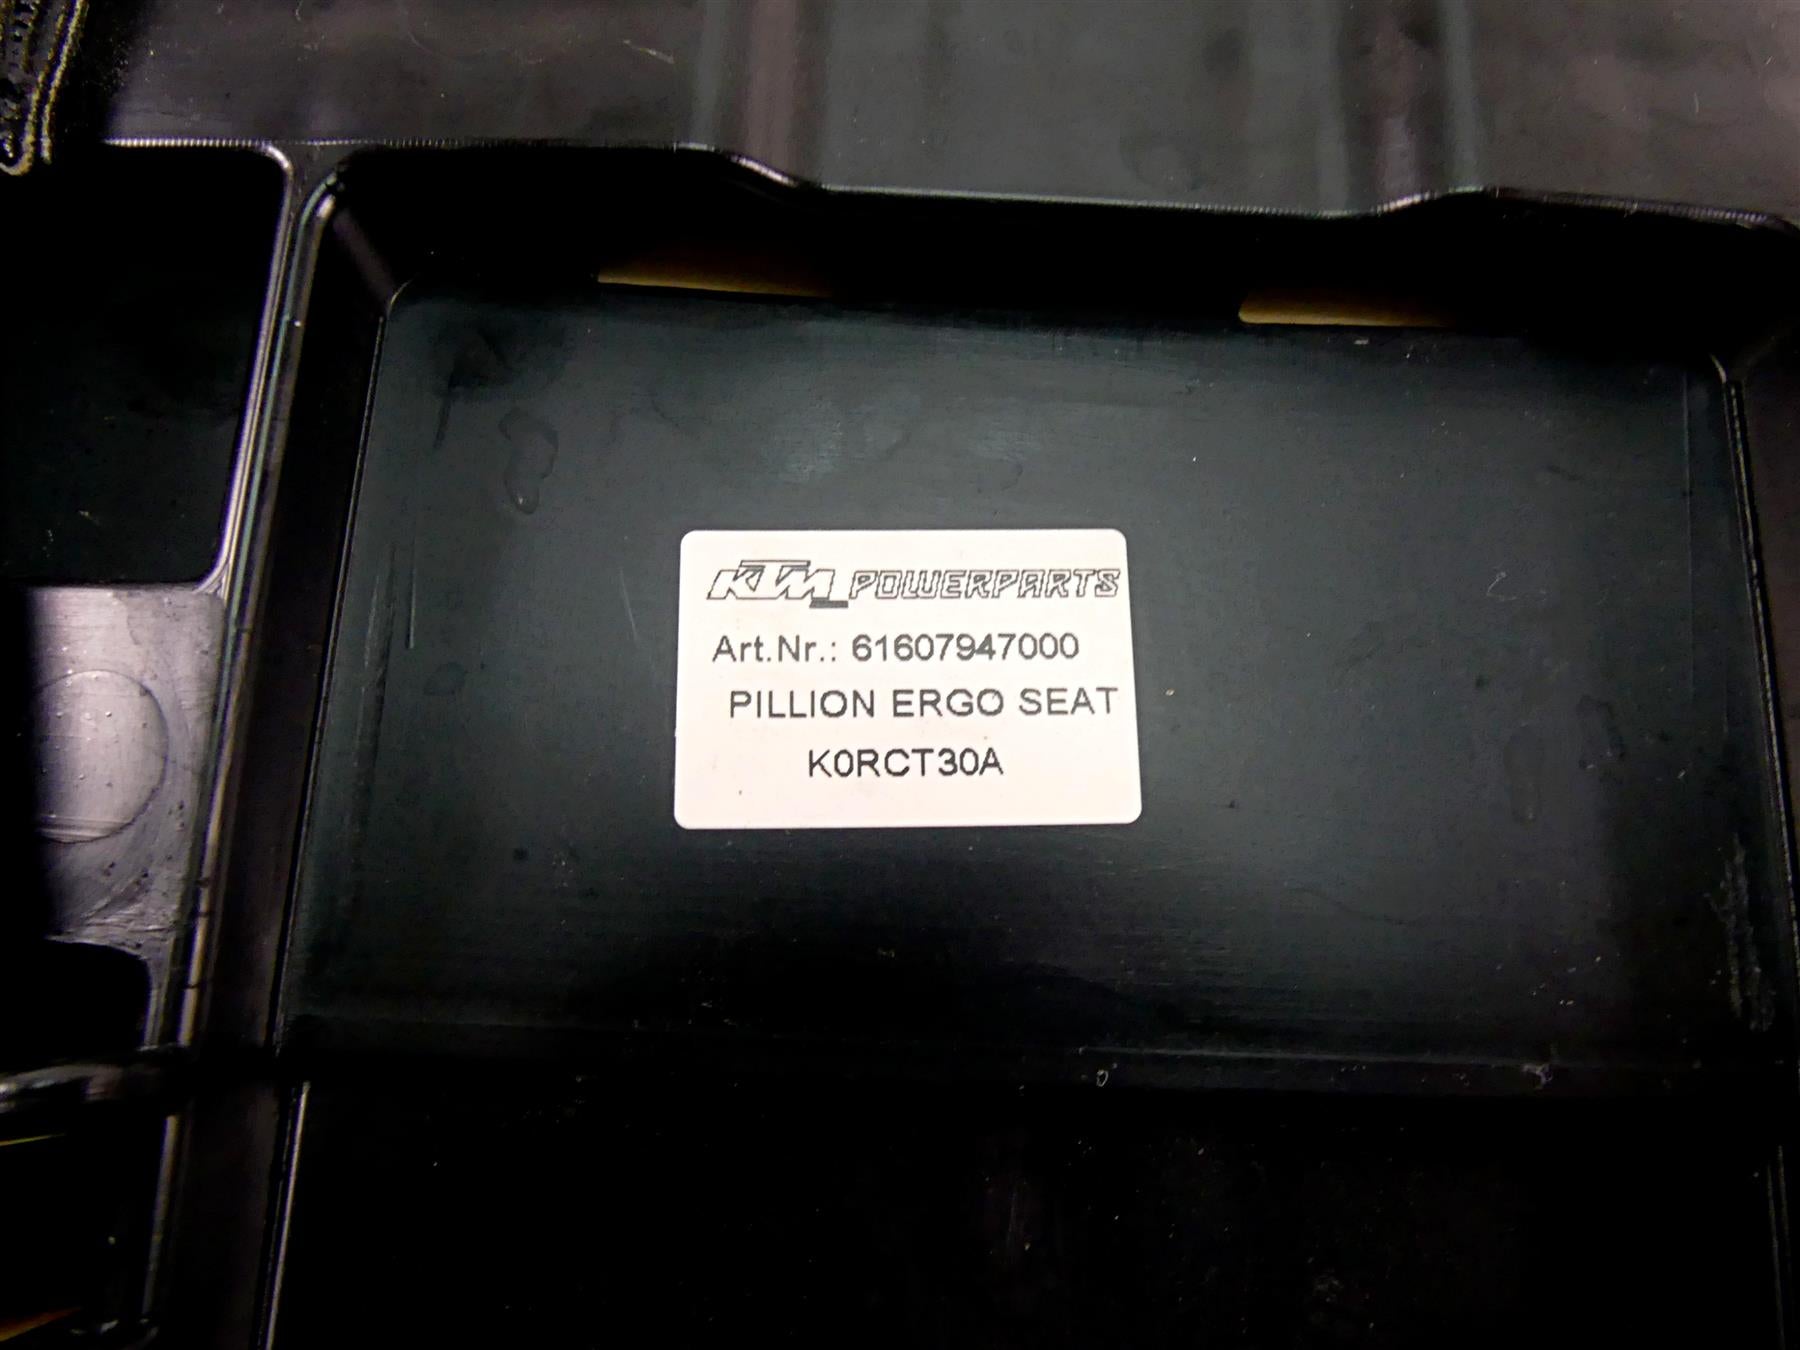 KTM POWERPARTS
Art.Nr.: 61607947000
PILLION ERGO SEAT
K0RCT30A